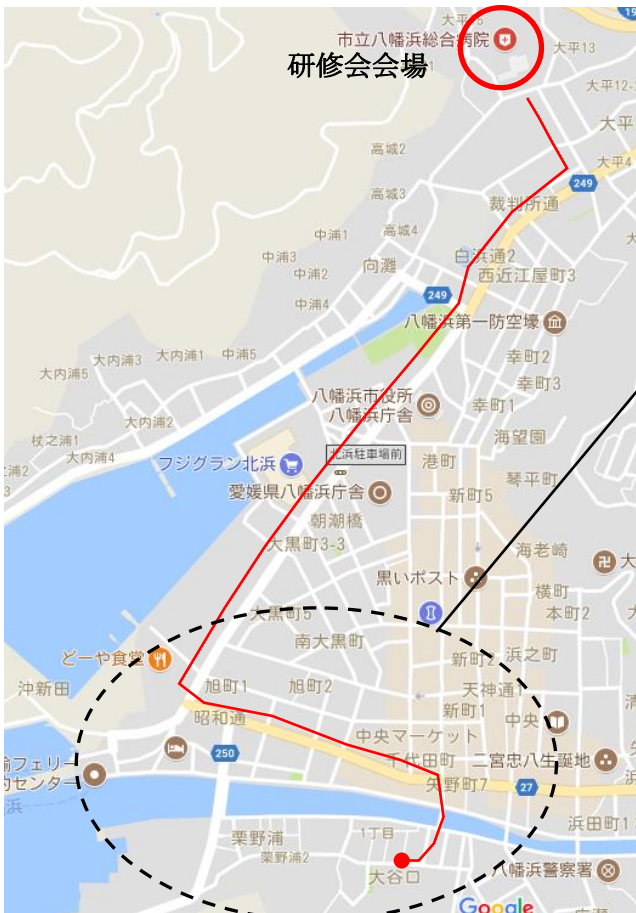 大平15
市立八幡浜総合病院
大平13
研修会会場
大平12-
大平
高城2
大平4
249
高城3
裁判所通
中浦1
高城4
中浦3
向灘
白浜通2
中浦2
西近江屋町3
中浦4
249
八幡浜第一防空壕
大内浦3
大内浦1
中浦5
幸町2
大内浦5
幸町3
八幡浜市役所
八幡浜庁舎
幸町1
大内浦2
杖之浦1
海望園
大内浦4
フジグラン北浜
北浜駐車場前
港町
琴平町
愛媛県八幡浜庁舎
新町5
朝潮橋
大黒町3-3
海老崎
黒いポスト
横町
大黒町5
本町2
南大黒町
どーや食堂
新町2
浜之町
沖新田
旭町1
旭町2
天神通1
昭和通
新町1
中央
中央マーケット
250
千代田町
二宮忠八生誕地
フェリー
センター
矢野町7
27
浜田町1
栗野浦
1丁目
栗野浦2
大谷口
八幡浜警察署
Google